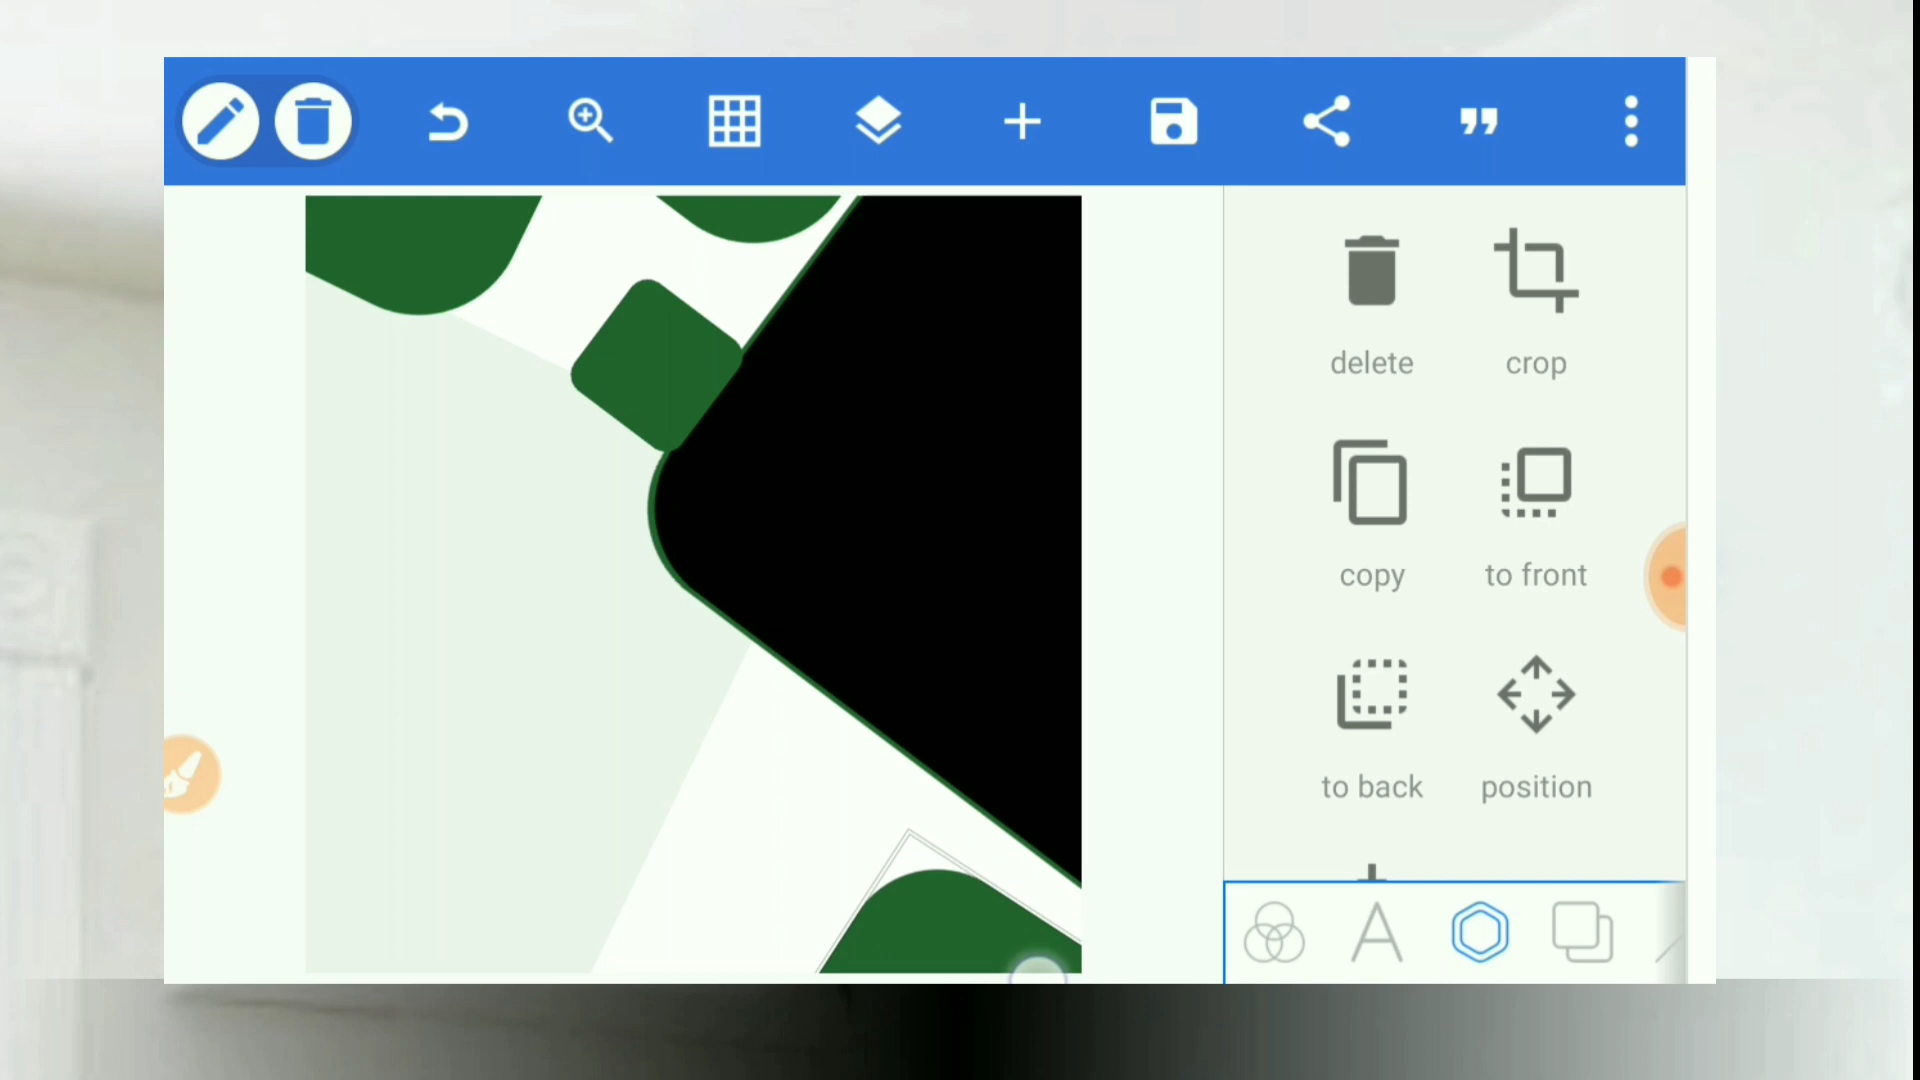 delete
crop
copy
to front
to back
position